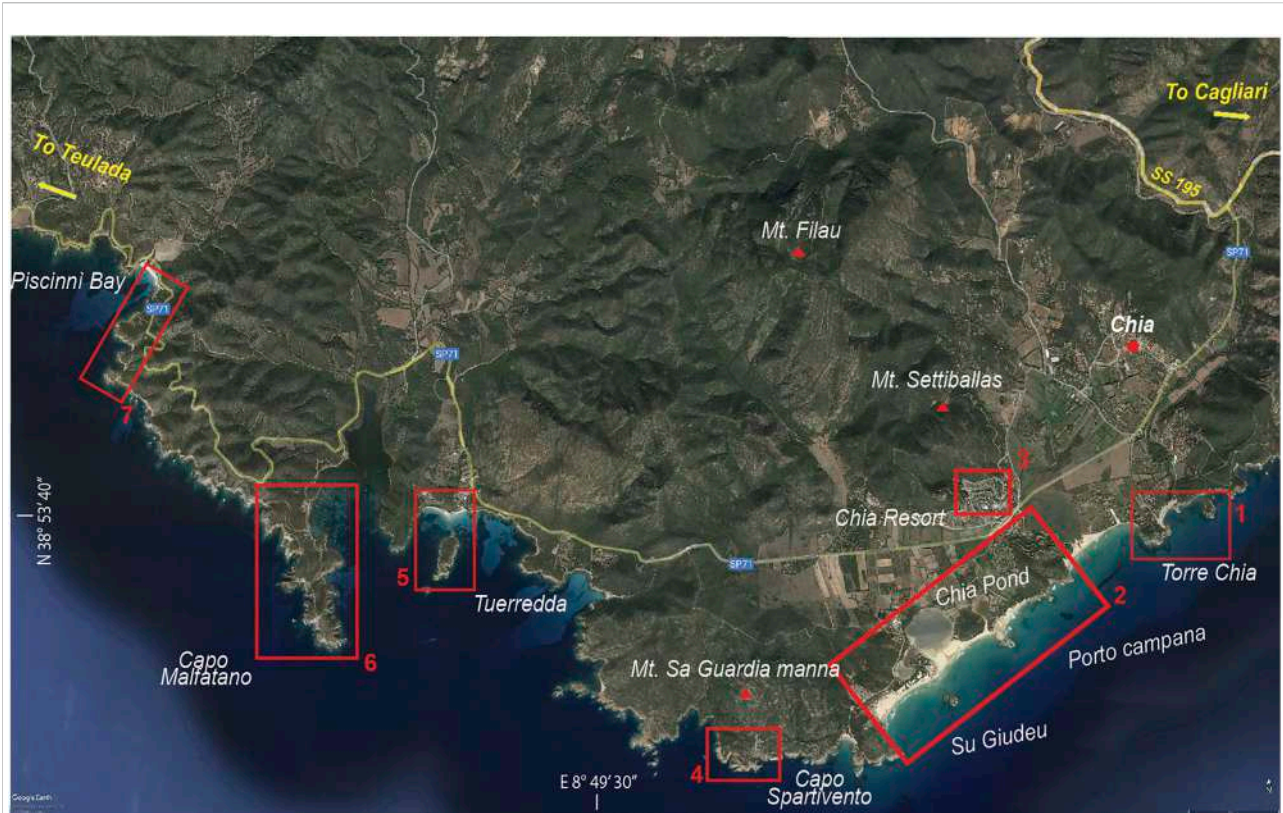 To Cagliari
To Teulada
SS 195
Mt. Filau
SP71
Piscinni Bay
SP71
Chia
SP71
Mt. Settiballas
7
3
Chia Resort
1
N 38° 53' 40"
5
SP71
Torre Chia
Tuerredda
Chia Pond
2
Capo
Malfatano
6
Mt. Sa Guardia manna
Porto campana
Su Giudeu
4
E 8° 49' 30"
Capo
Spartivento
Google Earth
N